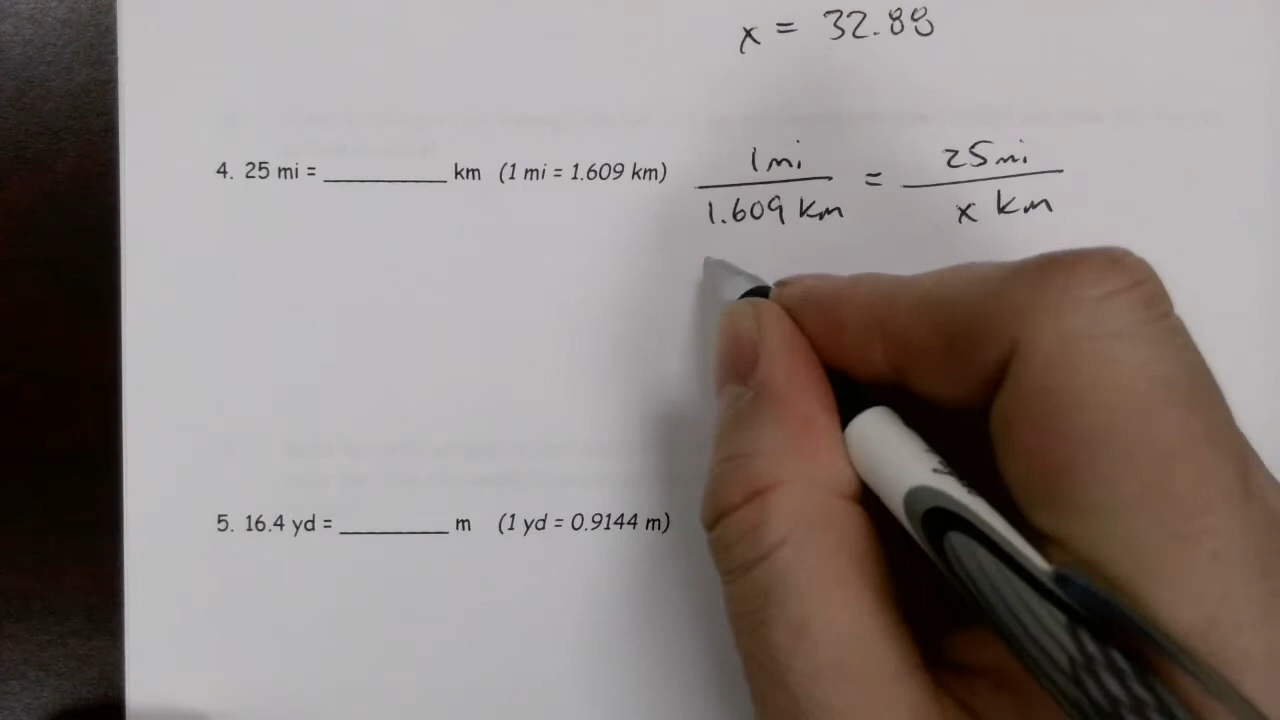 x = 32.88
4. 25 mi = __________ km (1 mi = 1.609 km)
1 mi / 1.609 km = 25 mi / x km
5. 16.4 yd = _________ m (1 yd = 0.9144 m)